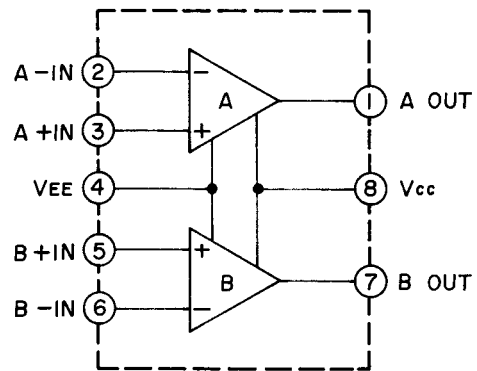 A -IN 2 - A 1 A OUT
A +IN 3 +
VEE 4 8 Vcc
B +IN 5 + B 7 B OUT
B -IN 6 -